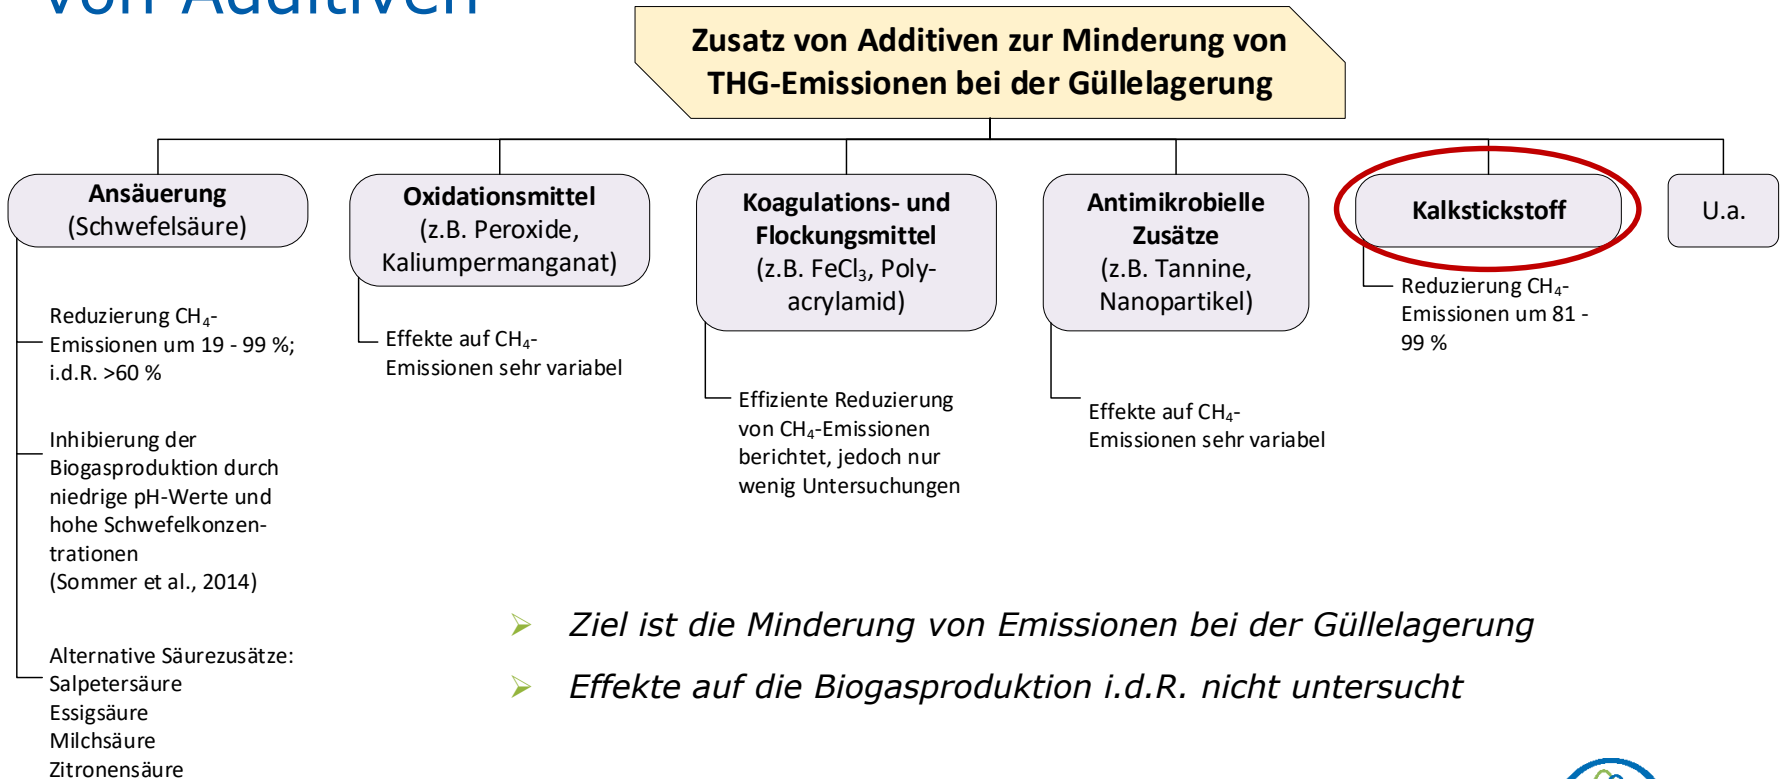 von Additiven
Zusatz von Additiven zur Minderung von
THG-Emissionen bei der Güllelagerung
Ansäuerung
(Schwefelsäure)
Reduzierung CH₄-
Emissionen um 19 - 99 %;
i.d.R. >60 %
Inhibierung der
Biogasproduktion durch
niedrige pH-Werte und
hohe Schwefelkonzen-
trationen
(Sommer et al., 2014)
Alternative Säurezusätze:
Salpetersäure
Essigsäure
Milchsäure
Zitronensäure
Oxidationsmittel
(z.B. Peroxide,
Kaliumpermanganat)
Effekte auf CH₄-
Emissionen sehr variabel
Koagulations- und
Flockungsmittel
(z.B. FeCl₃, Poly-
acrylamid)
Effiziente Reduzierung
von CH₄-Emissionen
berichtet, jedoch nur
wenig Untersuchungen
Antimikrobielle
Zusätze
(z.B. Tannine,
Nanopartikel)
Effekte auf CH₄-
Emissionen sehr variabel
Kalkstickstoff
Reduzierung CH₄-
Emissionen um 81 -
99 %
U.a.
➢ Ziel ist die Minderung von Emissionen bei der Güllelagerung
➢ Effekte auf die Biogasproduktion i.d.R. nicht untersucht